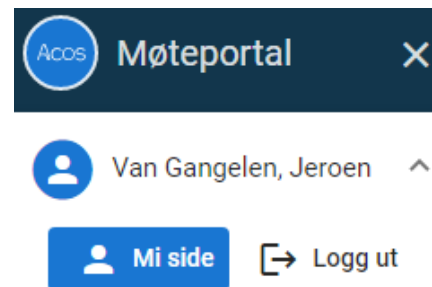 Acos Møteportal
Van Gangelen, Jeroen
Mi side Logg ut